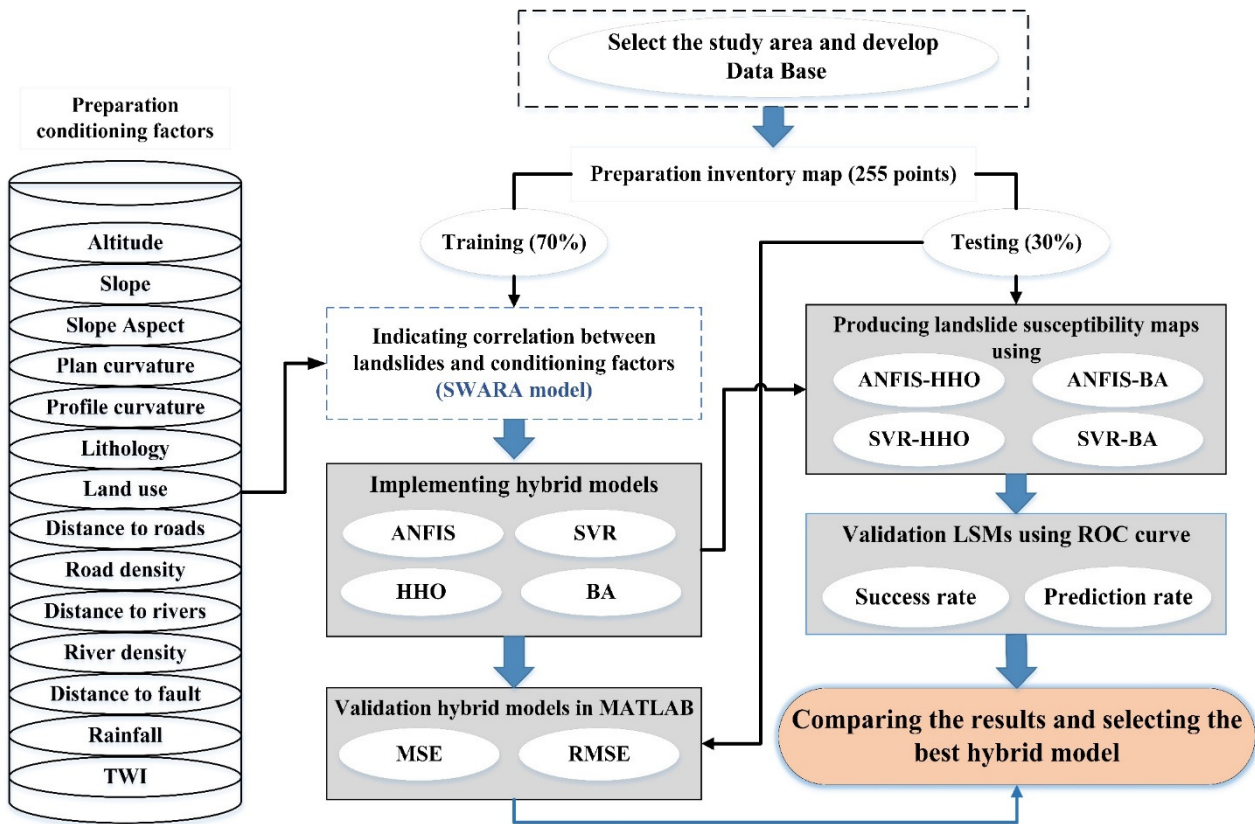 Select the study area and develop
Data Base
Preparation
conditioning factors
Altitude
Slope
Slope Aspect
Plan curvature
Profile curvature
Lithology
Land use
Distance to roads
Road density
Distance to rivers
River density
Distance to fault
Rainfall
TWI
Preparation inventory map (255 points)
Training (70%)
Testing (30%)
Indicating correlation between
landslides and conditioning factors
(SWARA model)
Implementing hybrid models
ANFIS
SVR
HHO
BA
Validation hybrid models in MATLAB
MSE
RMSE
Producing landslide susceptibility maps
using
ANFIS-HHO
ANFIS-BA
SVR-HHO
SVR-BA
Validation LSMs using ROC curve
Success rate
Prediction rate
Comparing the results and selecting the
best hybrid model